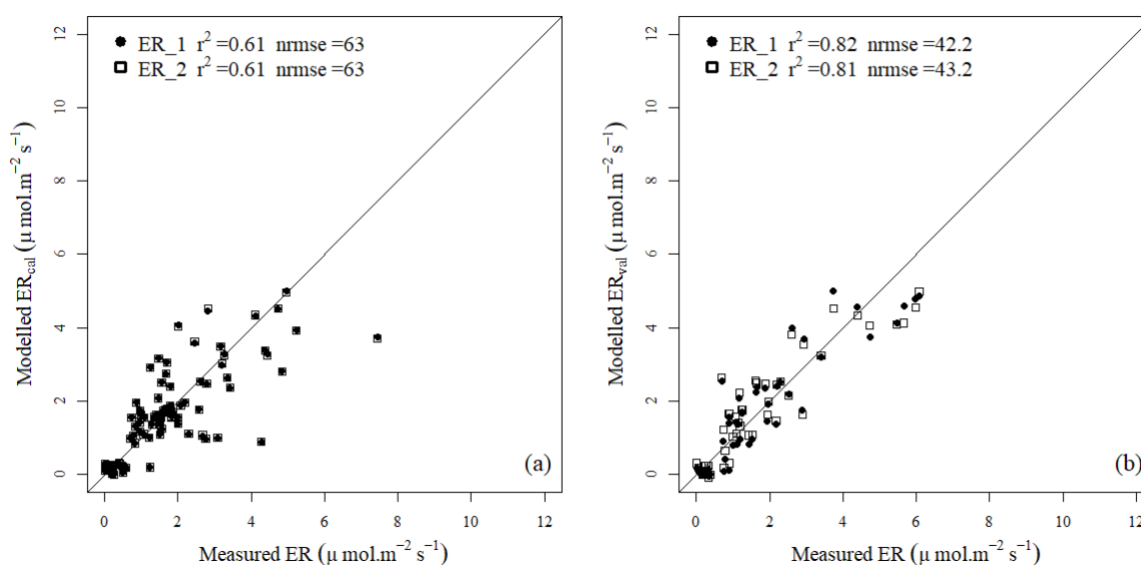 ER_1 r² =0.61 nrmse =63
ER_2 r² =0.61 nrmse =63
12
10
8
6
4
2
0
Modelled ERcal (μ mol.m⁻² s⁻¹)
(a)
0 2 4 6 8 10 12
Measured ER (μ mol.m⁻² s⁻¹)
ER_1 r² =0.82 nrmse =42.2
ER_2 r² =0.81 nrmse =43.2
12
10
8
6
4
2
0
Modelled ERval (μ mol.m⁻² s⁻¹)
(b)
0 2 4 6 8 10 12
Measured ER (μ mol.m⁻² s⁻¹)